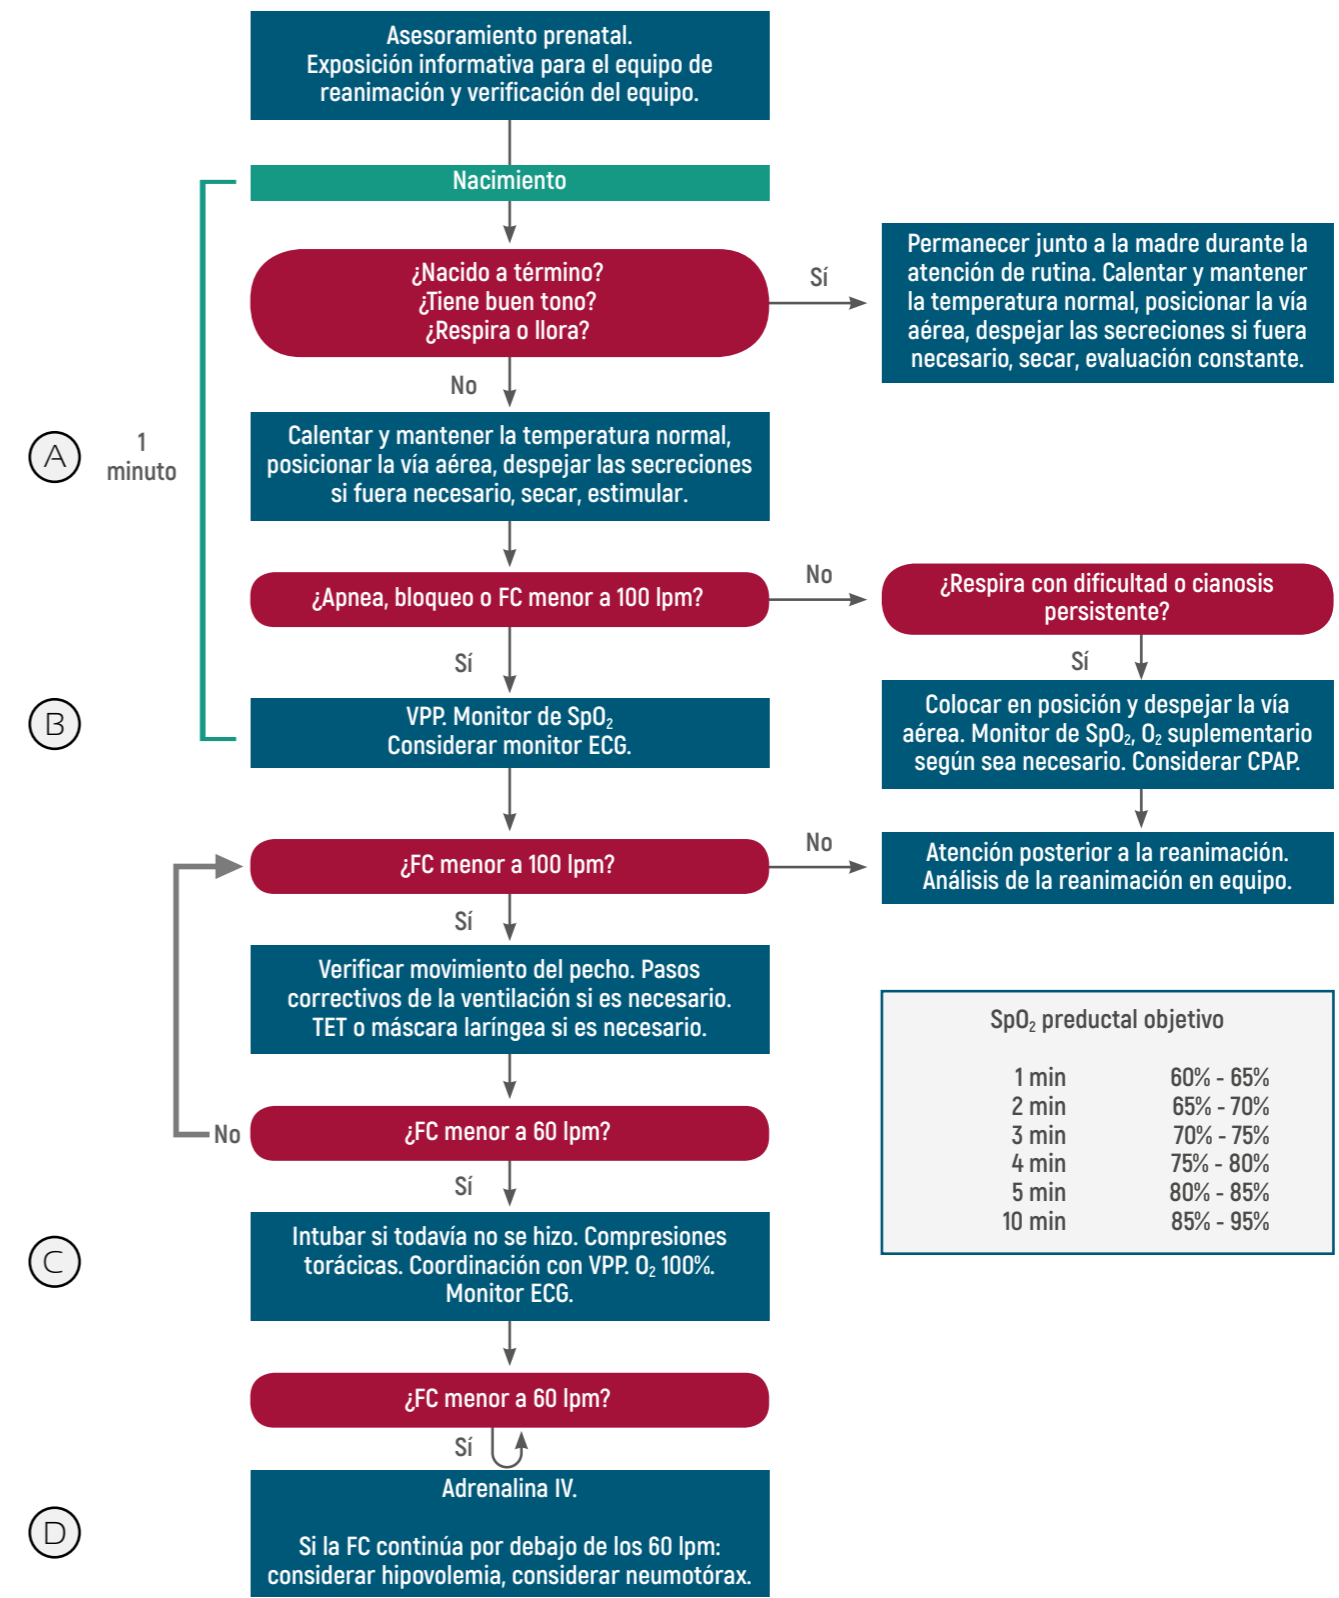 Asesoramiento prenatal.
Exposición informativa para el equipo de
reanimación y verificación del equipo.
Nacimiento
¿Nacido a término?
¿Tiene buen tono?
¿Respira o llora?
Sí
Permanecer junto a la madre durante la
atención de rutina. Calentar y mantener
la temperatura normal, posicionar la vía
aérea, despejar las secreciones si fuera
necesario, secar, evaluación constante.
No
A
1
minuto
Calentar y mantener la temperatura normal,
posicionar la vía aérea, despejar las secreciones
si fuera necesario, secar, estimular.
¿Apnea, bloqueo o FC menor a 100 lpm?
No
¿Respira con dificultad o cianosis
persistente?
Sí
Sí
B
VPP. Monitor de SpO₂
Considerar monitor ECG.
Colocar en posición y despejar la vía
aérea. Monitor de SpO₂, O₂ suplementario
según sea necesario. Considerar CPAP.
¿FC menor a 100 lpm?
No
Atención posterior a la reanimación.
Análisis de la reanimación en equipo.
Sí
Verificar movimiento del pecho. Pasos
correctivos de la ventilación si es necesario.
TET o máscara laríngea si es necesario.
No
¿FC menor a 60 lpm?
Sí
SpO₂ preductal objetivo
1 min 60% - 65%
2 min 65% - 70%
3 min 70% - 75%
4 min 75% - 80%
5 min 80% - 85%
10 min 85% - 95%
C
Intubar si todavía no se hizo. Compresiones
torácicas. Coordinación con VPP. O₂ 100%.
Monitor ECG.
¿FC menor a 60 lpm?
Sí
D
Adrenalina IV.
Si la FC continúa por debajo de los 60 lpm:
considerar hipovolemia, considerar neumotórax.